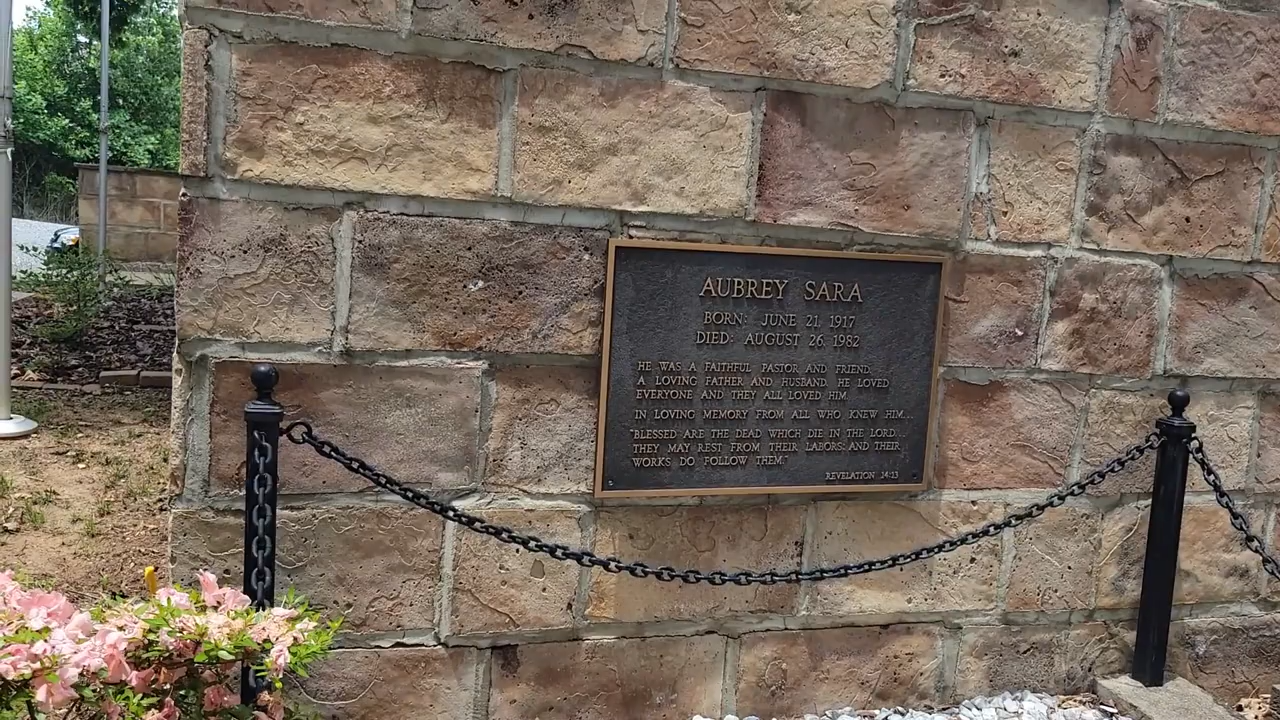 AUBREY SARA
BORN: JUNE 21, 1917
DIED: AUGUST 26, 1982
HE WAS A FAITHFUL PASTOR AND FRIEND,
A LOVING FATHER AND HUSBAND. HE LOVED
EVERYONE AND THEY ALL LOVED HIM.
IN LOVING MEMORY FROM ALL WHO KNEW HIM...
"BLESSED ARE THE DEAD WHICH DIE IN THE LORD...
THEY MAY REST FROM THEIR LABORS; AND THEIR
WORKS DO FOLLOW THEM."
REVELATION 14:13